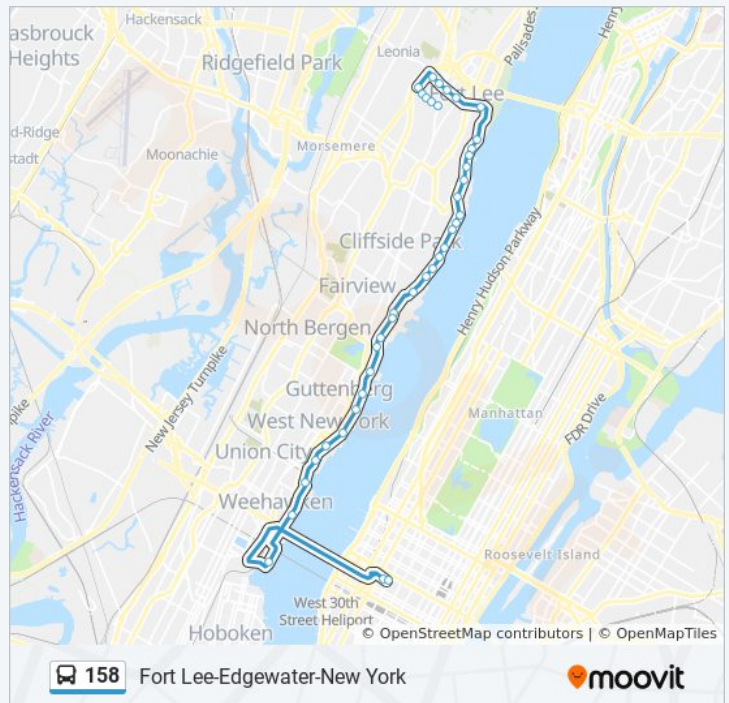 Hackensack
Palisades
Henry
asbrouck
Heights
Leonia
Ridgefield Park
Fort Lee
d-Ridge
stadt
Morsemere
Moonachie
Cliffside Park
Fairview
Henry Hudson Parkway
North Bergen
New Jersey Turnpike
Guttenberg
Manhattan
FDR Drive
pike
West New York
Union City
Hackensack River
Weehawken
Roosevelt Island
West 30th
Street Heliport
Hoboken
© OpenStreetMap contributors | © OpenMapTiles
158 Fort Lee-Edgewater-New York
moovit